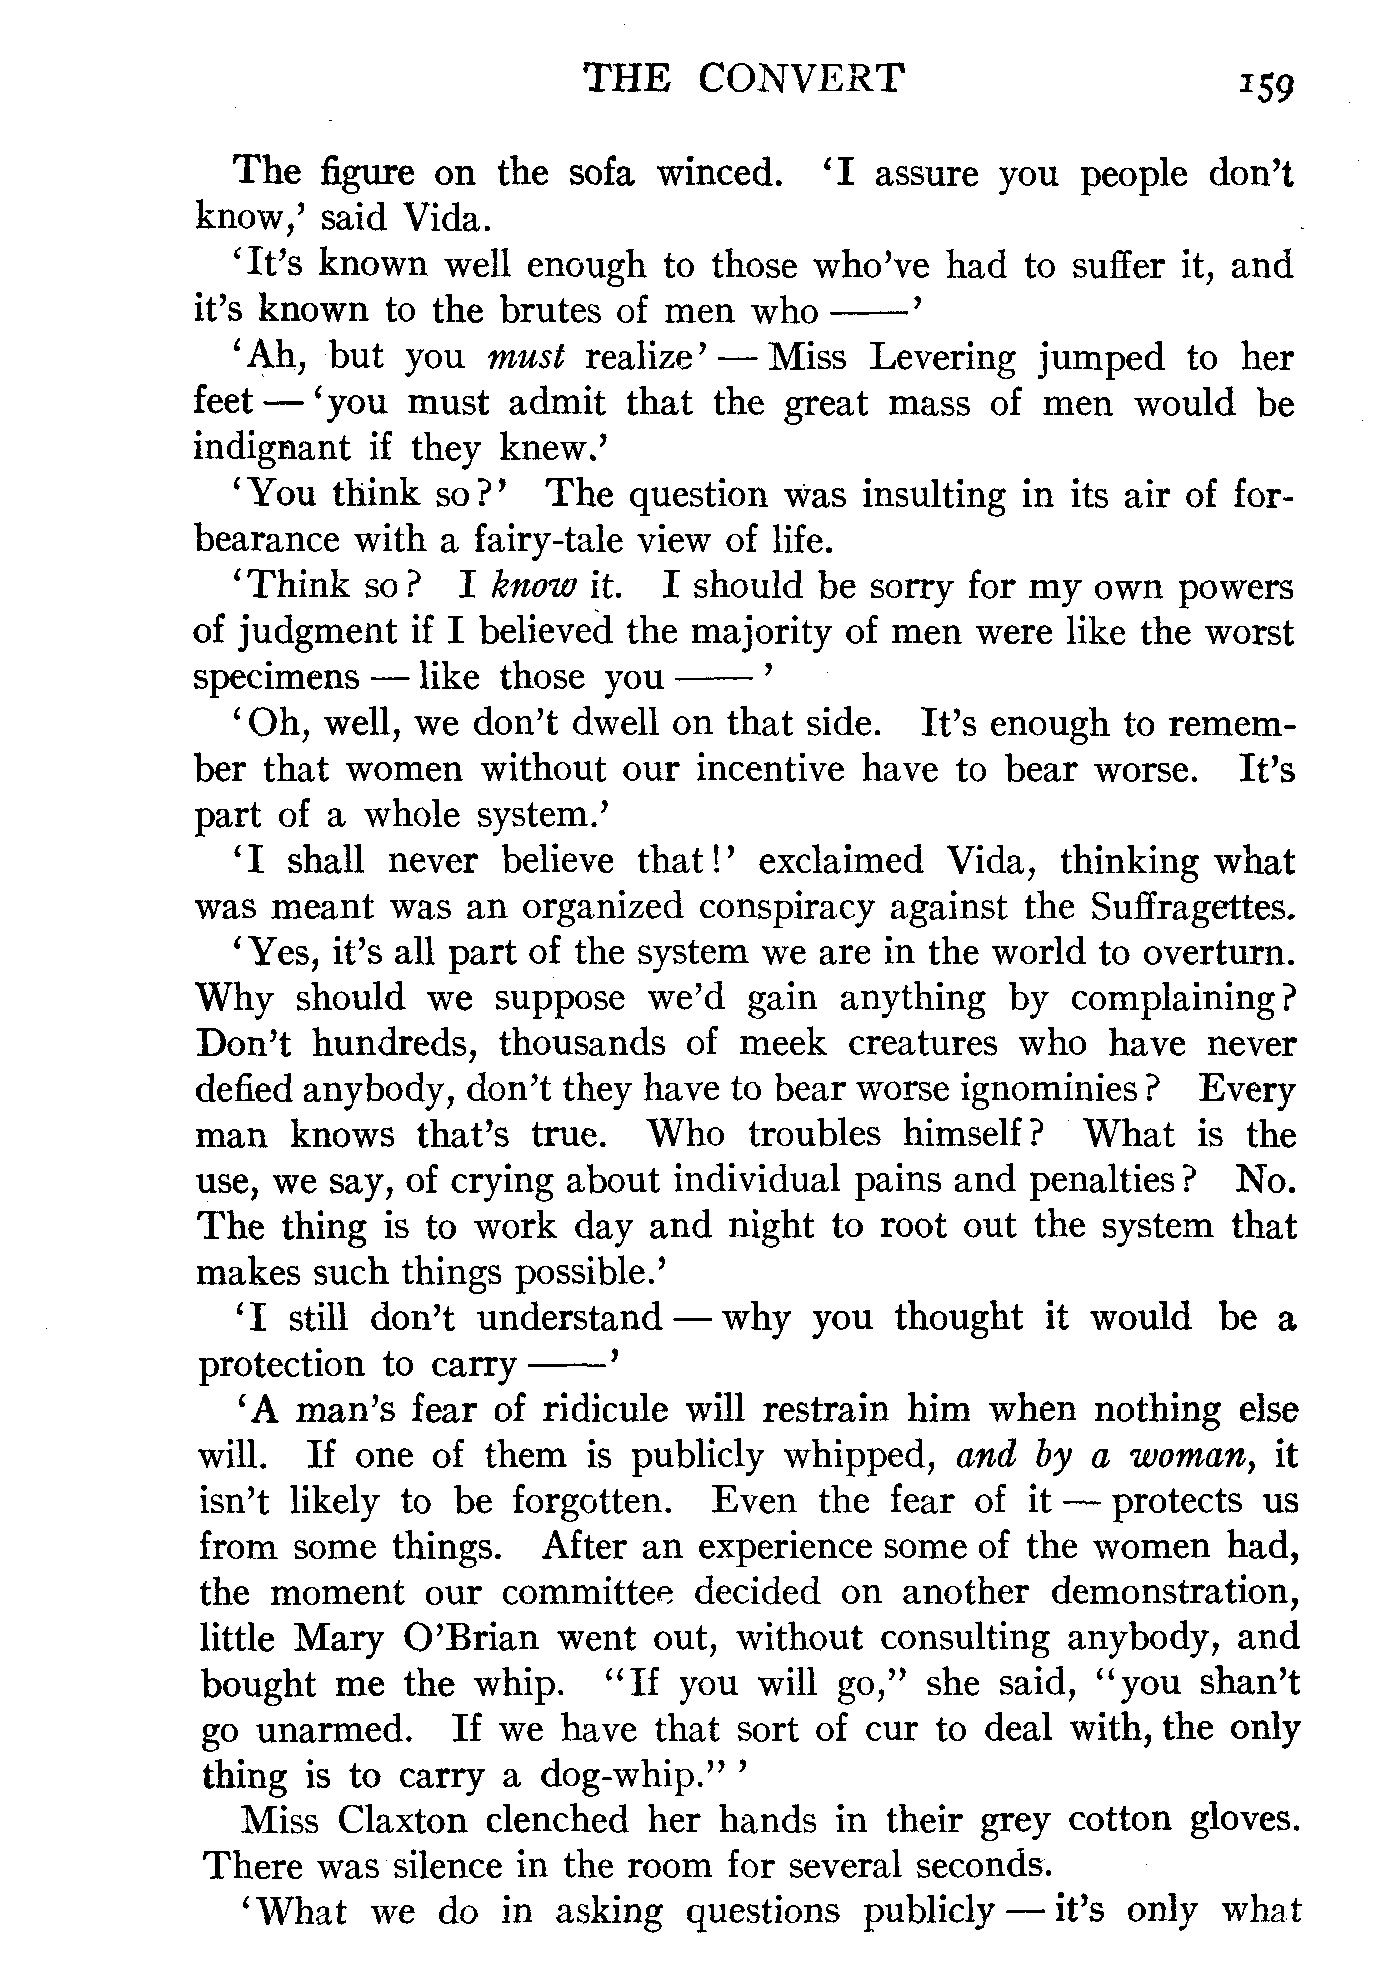 THE CONVERT 159
The figure on the sofa winced. 'I assure you people don't
know,' said Vida.
'It's known well enough to those who've had to suffer it, and
it's known to the brutes of men who ——'
'Ah, but you must realize' — Miss Levering jumped to her
feet — 'you must admit that the great mass of men would be
indignant if they knew.'
'You think so?' The question was insulting in its air of for-
bearance with a fairy-tale view of life.
'Think so? I know it. I should be sorry for my own powers
of judgment if I believed the majority of men were like the worst
specimens — like those you ——'
'Oh, well, we don't dwell on that side. It's enough to remem-
ber that women without our incentive have to bear worse. It's
part of a whole system.'
'I shall never believe that!' exclaimed Vida, thinking what
was meant was an organized conspiracy against the Suffragettes.
'Yes, it's all part of the system we are in the world to overturn.
Why should we suppose we'd gain anything by complaining?
Don't hundreds, thousands of meek creatures who have never
defied anybody, don't they have to bear worse ignominies? Every
man knows that's true. Who troubles himself? What is the
use, we say, of crying about individual pains and penalties? No.
The thing is to work day and night to root out the system that
makes such things possible.'
'I still don't understand — why you thought it would be a
protection to carry ——'
'A man's fear of ridicule will restrain him when nothing else
will. If one of them is publicly whipped, and by a woman, it
isn't likely to be forgotten. Even the fear of it — protects us
from some things. After an experience some of the women had,
the moment our committee decided on another demonstration,
little Mary O'Brian went out, without consulting anybody, and
bought me the whip. "If you will go," she said, "you shan't
go unarmed. If we have that sort of cur to deal with, the only
thing is to carry a dog-whip." '
Miss Claxton clenched her hands in their grey cotton gloves.
There was silence in the room for several seconds.
'What we do in asking questions publicly — it's only what